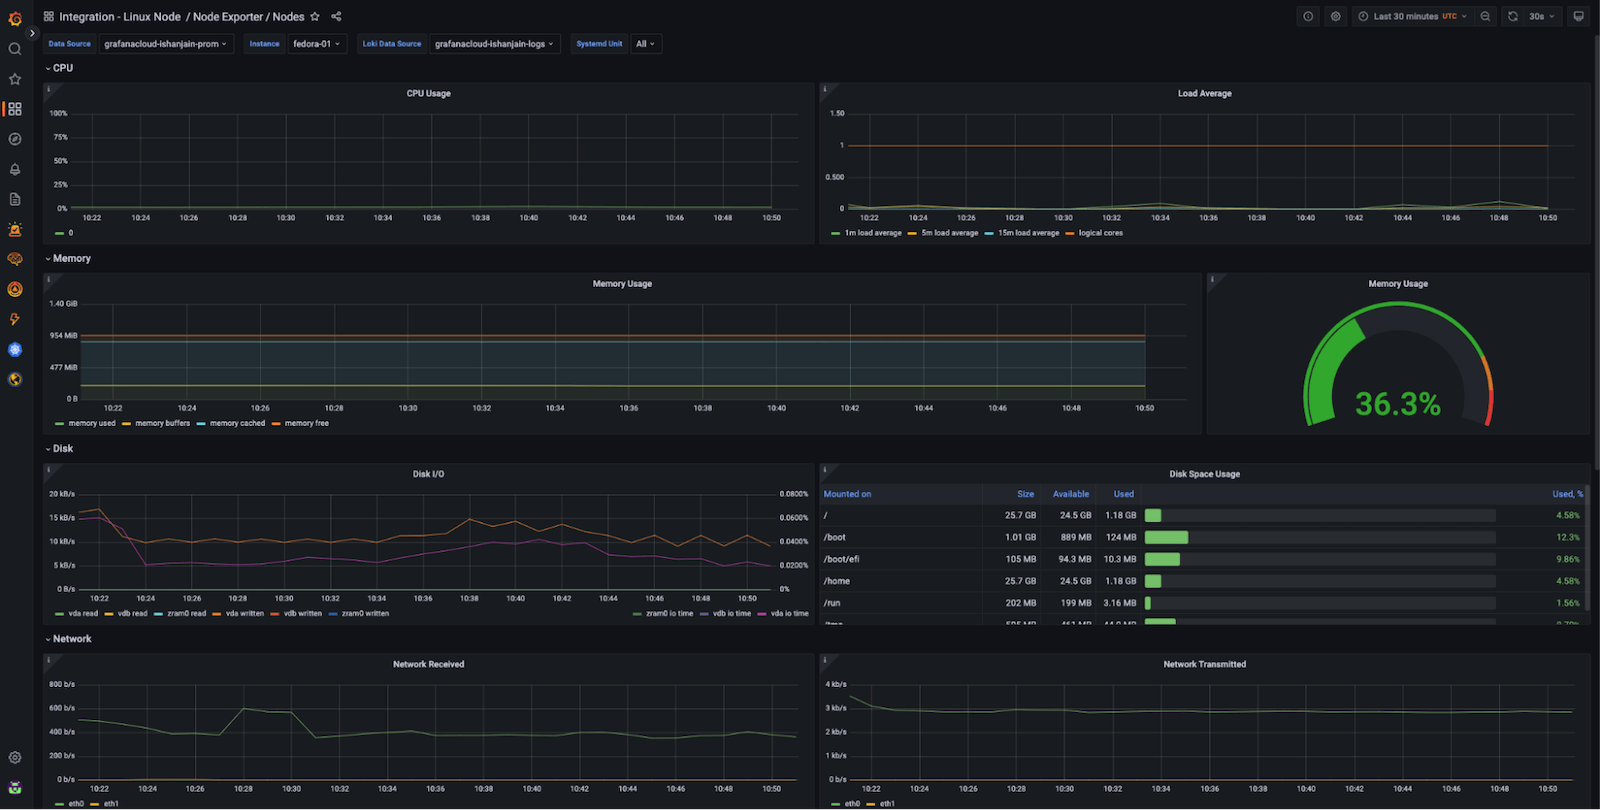 Integration - Linux Node / Node Exporter / Nodes
Last 30 minutes UTC
30s
Data Source grafanacloud-ishanjain-prom Instance fedora-01 Loki Data Source grafanacloud-ishanjain-logs Systemd Unit All
CPU
CPU Usage
100%
75%
50%
25%
0%
10:22 10:24 10:26 10:28 10:30 10:32 10:34 10:36 10:38 10:40 10:42 10:44 10:46 10:48 10:50
0
Load Average
1.50
1
0.500
0
10:22 10:24 10:26 10:28 10:30 10:32 10:34 10:36 10:38 10:40 10:42 10:44 10:46 10:48 10:50
1m load average 5m load average 15m load average logical cores
Memory
Memory Usage
1.40 GiB
954 MiB
477 MiB
0 B
10:22 10:24 10:26 10:28 10:30 10:32 10:34 10:36 10:38 10:40 10:42 10:44 10:46 10:48 10:50
memory used memory buffers memory cached memory free
Memory Usage
36.3%
Disk
Disk I/O
20 kB/s
15 kB/s
10 kB/s
5 kB/s
0 B/s
0.0800%
0.0600%
0.0400%
0.0200%
0%
10:22 10:24 10:26 10:28 10:30 10:32 10:34 10:36 10:38 10:40 10:42 10:44 10:46 10:48 10:50
vda read vdb read zram0 read vda written vdb written zram0 written zram0 io time vdb io time vda io time
Disk Space Usage
Mounted on Size Available Used Used, %
/ 25.7 GB 24.5 GB 1.18 GB 4.58%
/boot 1.01 GB 889 MB 124 MB 12.3%
/boot/efi 105 MB 94.3 MB 10.3 MB 9.86%
/home 25.7 GB 24.5 GB 1.18 GB 4.58%
/run 202 MB 199 MB 3.16 MB 1.56%
Network
Network Received
800 b/s
600 b/s
400 b/s
200 b/s
0 b/s
10:22 10:24 10:26 10:28 10:30 10:32 10:34 10:36 10:38 10:40 10:42 10:44 10:46 10:48 10:50
eth0 eth1
Network Transmitted
4 kb/s
3 kb/s
2 kb/s
1 kb/s
0 b/s
10:22 10:24 10:26 10:28 10:30 10:32 10:34 10:36 10:38 10:40 10:42 10:44 10:46 10:48 10:50
eth0 eth1